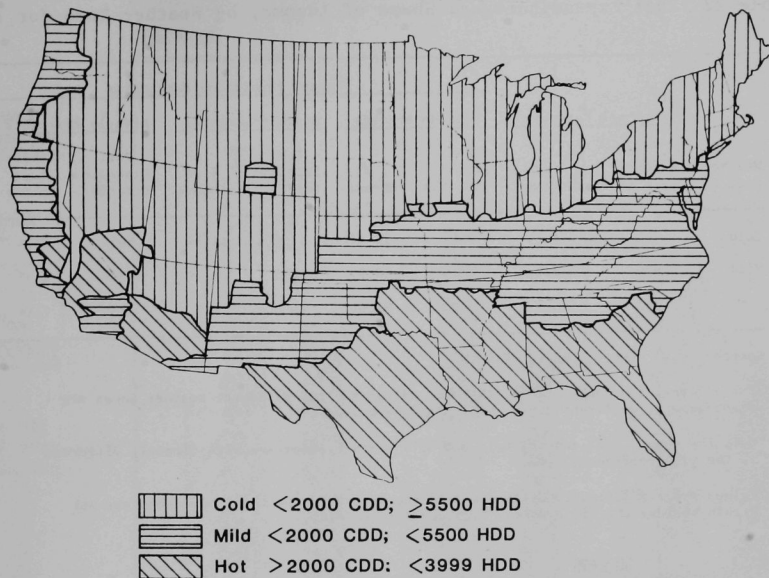 Cold <2000 CDD; ≥5500 HDD
Mild <2000 CDD; <5500 HDD
Hot >2000 CDD; <3999 HDD